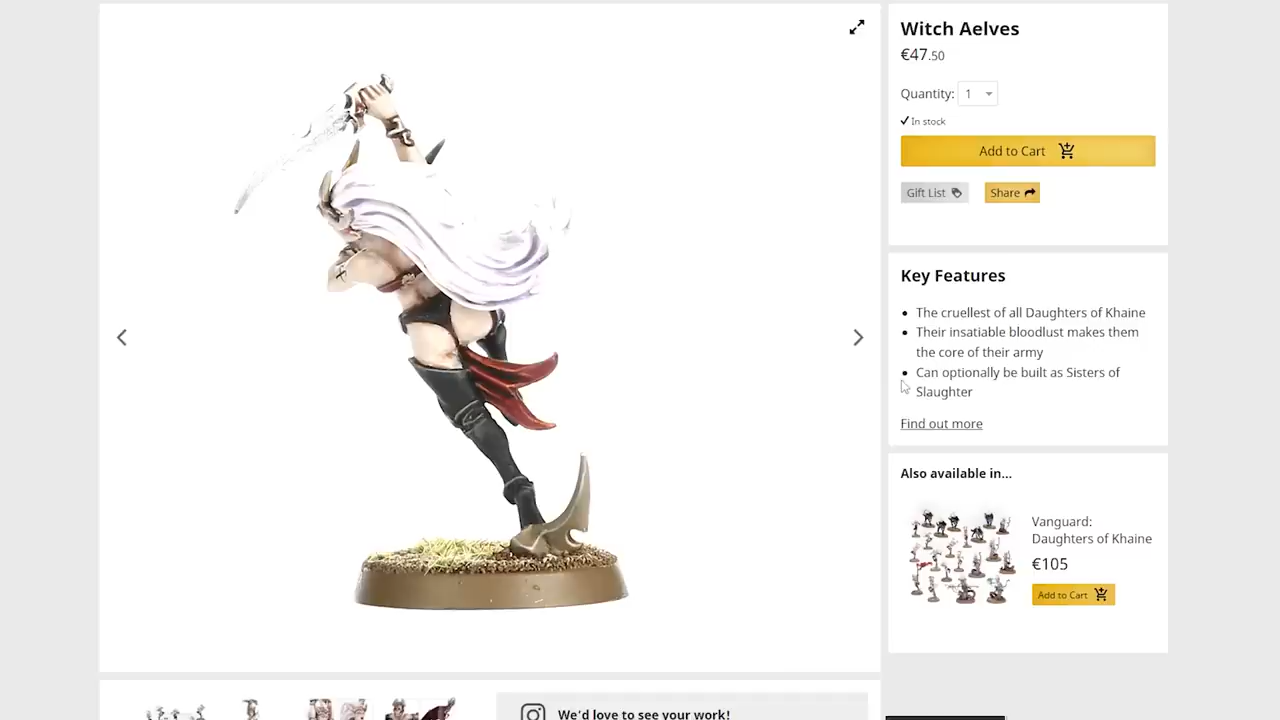 Witch Aelves
€47.50
Quantity: 1
In stock
Add to Cart
Gift List
Share
Key Features
The cruellest of all Daughters of Khaine
Their insatiable bloodlust makes them
the core of their army
Can optionally be built as Sisters of
Slaughter
Find out more
Also available in...
Vanguard:
Daughters of Khaine
€105
Add to Cart
We'd love to see your work!